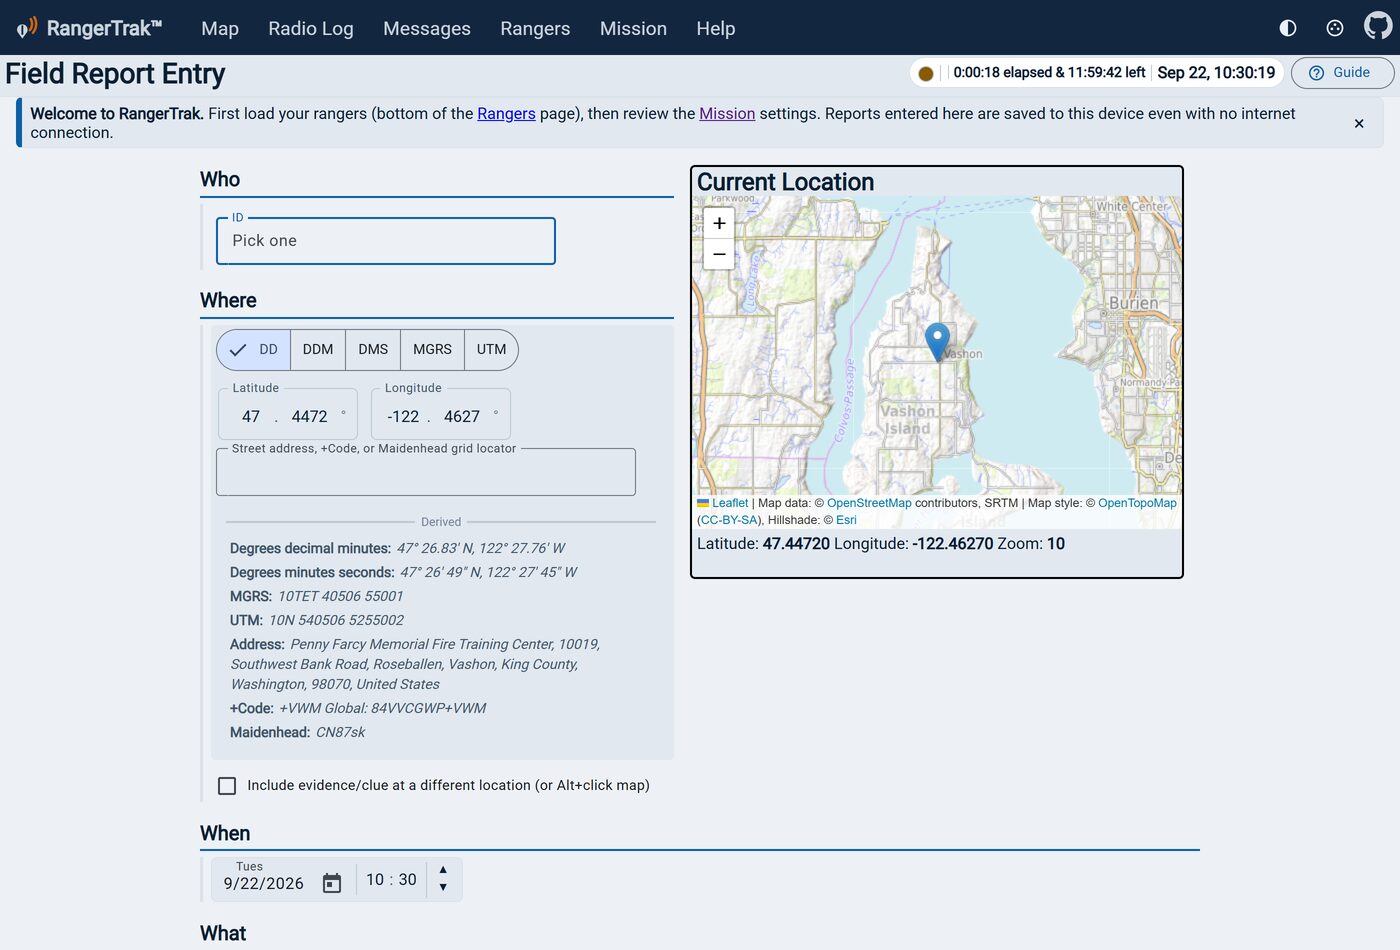 RangerTrak™ Map Radio Log Messages Rangers Mission Help
Field Report Entry
0:00:18 elapsed & 11:59:42 left Sep 22, 10:30:19 Guide
Welcome to RangerTrak. First load your rangers (bottom of the Rangers page), then review the Mission settings. Reports entered here are saved to this device even with no internet
connection.
×
Who
ID
Pick one
Where
DD DDM DMS MGRS UTM
Latitude Longitude
47 . 4472 ° -122 . 4627 °
Street address, +Code, or Maidenhead grid locator
Derived
Degrees decimal minutes: 47° 26.83' N, 122° 27.76' W
Degrees minutes seconds: 47° 26' 49" N, 122° 27' 45" W
MGRS: 10TET 40506 55001
UTM: 10N 540506 5255002
Address: Penny Farcy Memorial Fire Training Center, 10019,
Southwest Bank Road, Roseballen, Vashon, King County,
Washington, 98070, United States
+Code: +VWM Global: 84VVCGWP+VWM
Maidenhead: CN87sk
Include evidence/clue at a different location (or Alt+click map)
Current Location
Parkwood
White Center
+
−
Long Lake
Burien
Vashon
Normandy Pa
Colvos Passage
Vashon
Island
De
Leaflet | Map data: © OpenStreetMap contributors, SRTM | Map style: © OpenTopoMap
(CC-BY-SA), Hillshade: © Esri
Latitude: 47.44720 Longitude: -122.46270 Zoom: 10
When
Tues
9/22/2026 10 : 30
What